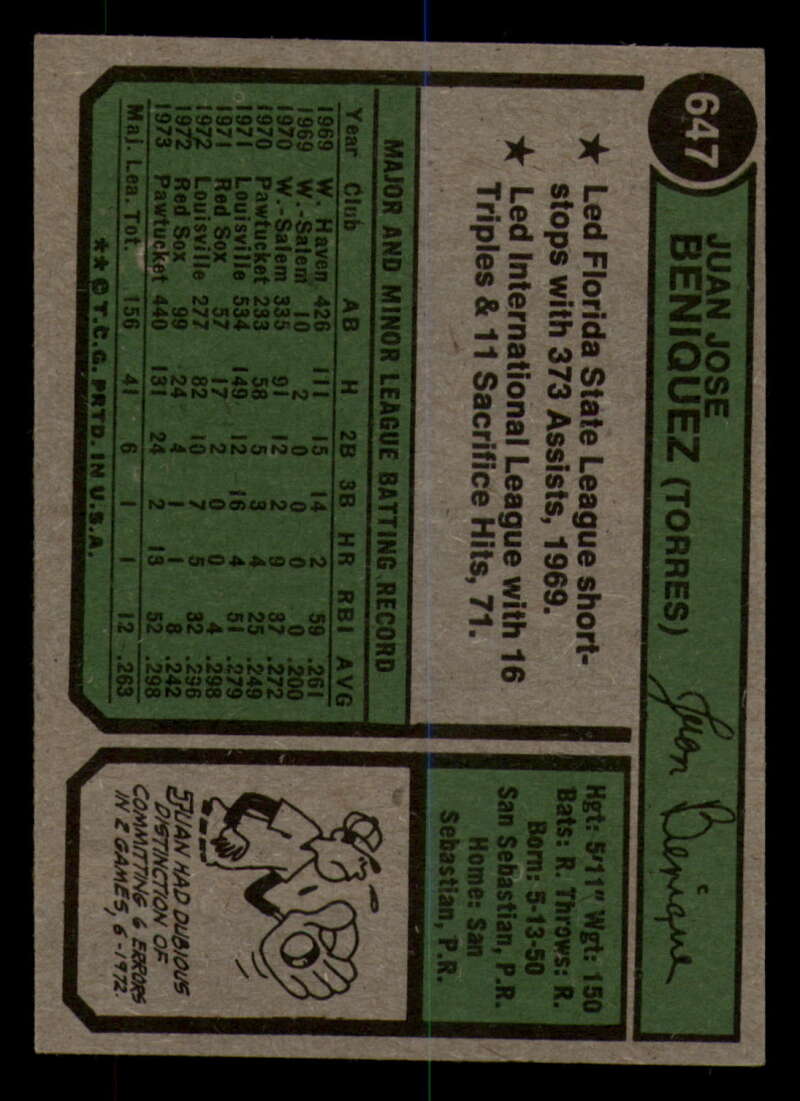 647
JUAN JOSE
BENIQUEZ (TORRES)
Juan Beniquez
★ Led Florida State League short-
stops with 373 Assists, 1969.
★ Led International League with 16
Triples & 11 Sacrifice Hits, 71.
Hgt: 5'11" Wgt: 150
Bats: R. Throws: R.
Born: 5-13-50
San Sebastian, P.R.
Home: San
Sebastian, P.R.
MAJOR AND MINOR LEAGUE BATTING RECORD
Year Club AB H 2B 3B HR RBI AVG
1969 W. Haven 426 111 15 14 2 59 .261
1969 W.-Salem 10 2 0 0 0 0 .200
1970 W.-Salem 335 91 12 2 9 37 .272
1970 Pawtucket 233 58 5 3 4 25 .249
1971 Louisville 534 149 12 16 4 51 .279
1971 Red Sox 57 17 2 0 0 4 .298
1972 Louisville 277 82 10 7 5 32 .296
1972 Red Sox 99 24 4 1 1 8 .242
1973 Pawtucket 440 131 24 2 13 52 .298
Maj. Lea. Tot. 156 41 6 1 1 12 .263
★★© T.C.G. PRTD. IN U.S.A.
JUAN HAD DUBIOUS
DISTINCTION OF
COMMITTING 6 ERRORS
IN 2 GAMES, 6-1972.